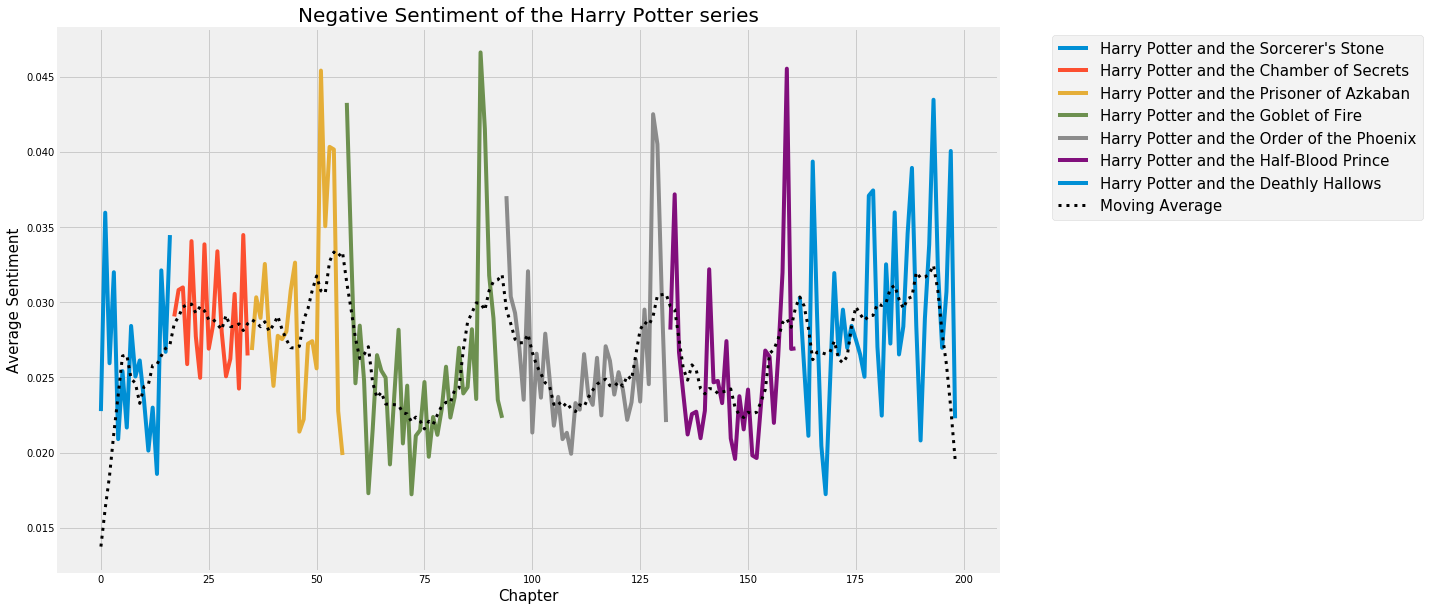 Negative Sentiment of the Harry Potter series
Harry Potter and the Sorcerer's Stone
Harry Potter and the Chamber of Secrets
Harry Potter and the Prisoner of Azkaban
Harry Potter and the Goblet of Fire
Harry Potter and the Order of the Phoenix
Harry Potter and the Half-Blood Prince
Harry Potter and the Deathly Hallows
Moving Average
Average Sentiment
0.045
0.040
0.035
0.030
0.025
0.020
0.015
0 25 50 75 100 125 150 175 200
Chapter